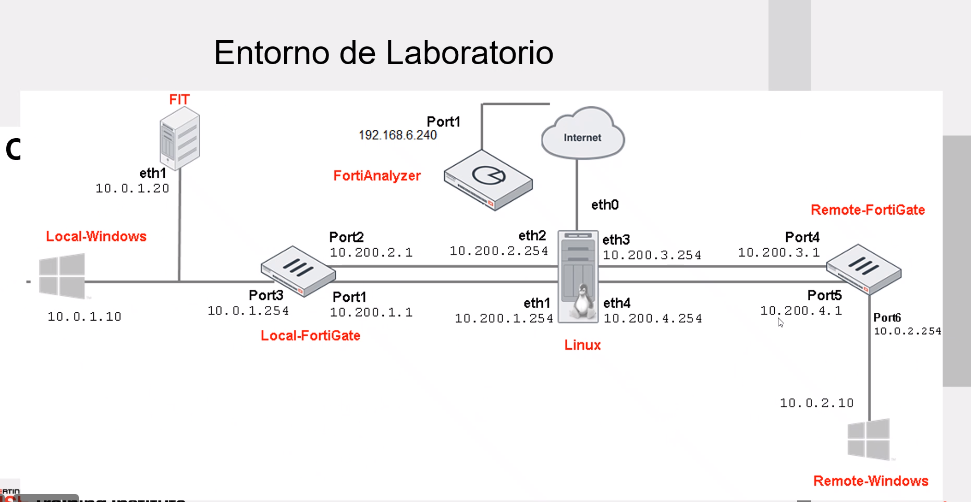 Entorno de Laboratorio
FIT
eth1
10.0.1.20
Local-Windows
10.0.1.10
Port3
10.0.1.254
Port2
10.200.2.1
Port1
10.200.1.1
Local-FortiGate
Port1
192.168.6.240
FortiAnalyzer
Internet
eth0
eth2
10.200.2.254
eth3
10.200.3.254
eth1
10.200.1.254
eth4
10.200.4.254
Linux
Remote-FortiGate
Port4
10.200.3.1
Port5
10.200.4.1
Port6
10.0.2.254
10.0.2.10
Remote-Windows